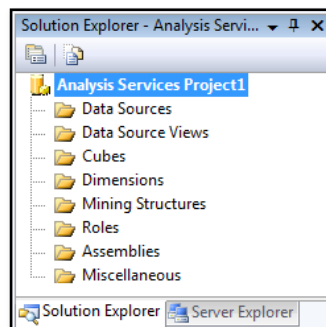 Solution Explorer - Analysis Servi...
Analysis Services Project1
Data Sources
Data Source Views
Cubes
Dimensions
Mining Structures
Roles
Assemblies
Miscellaneous
Solution Explorer Server Explorer